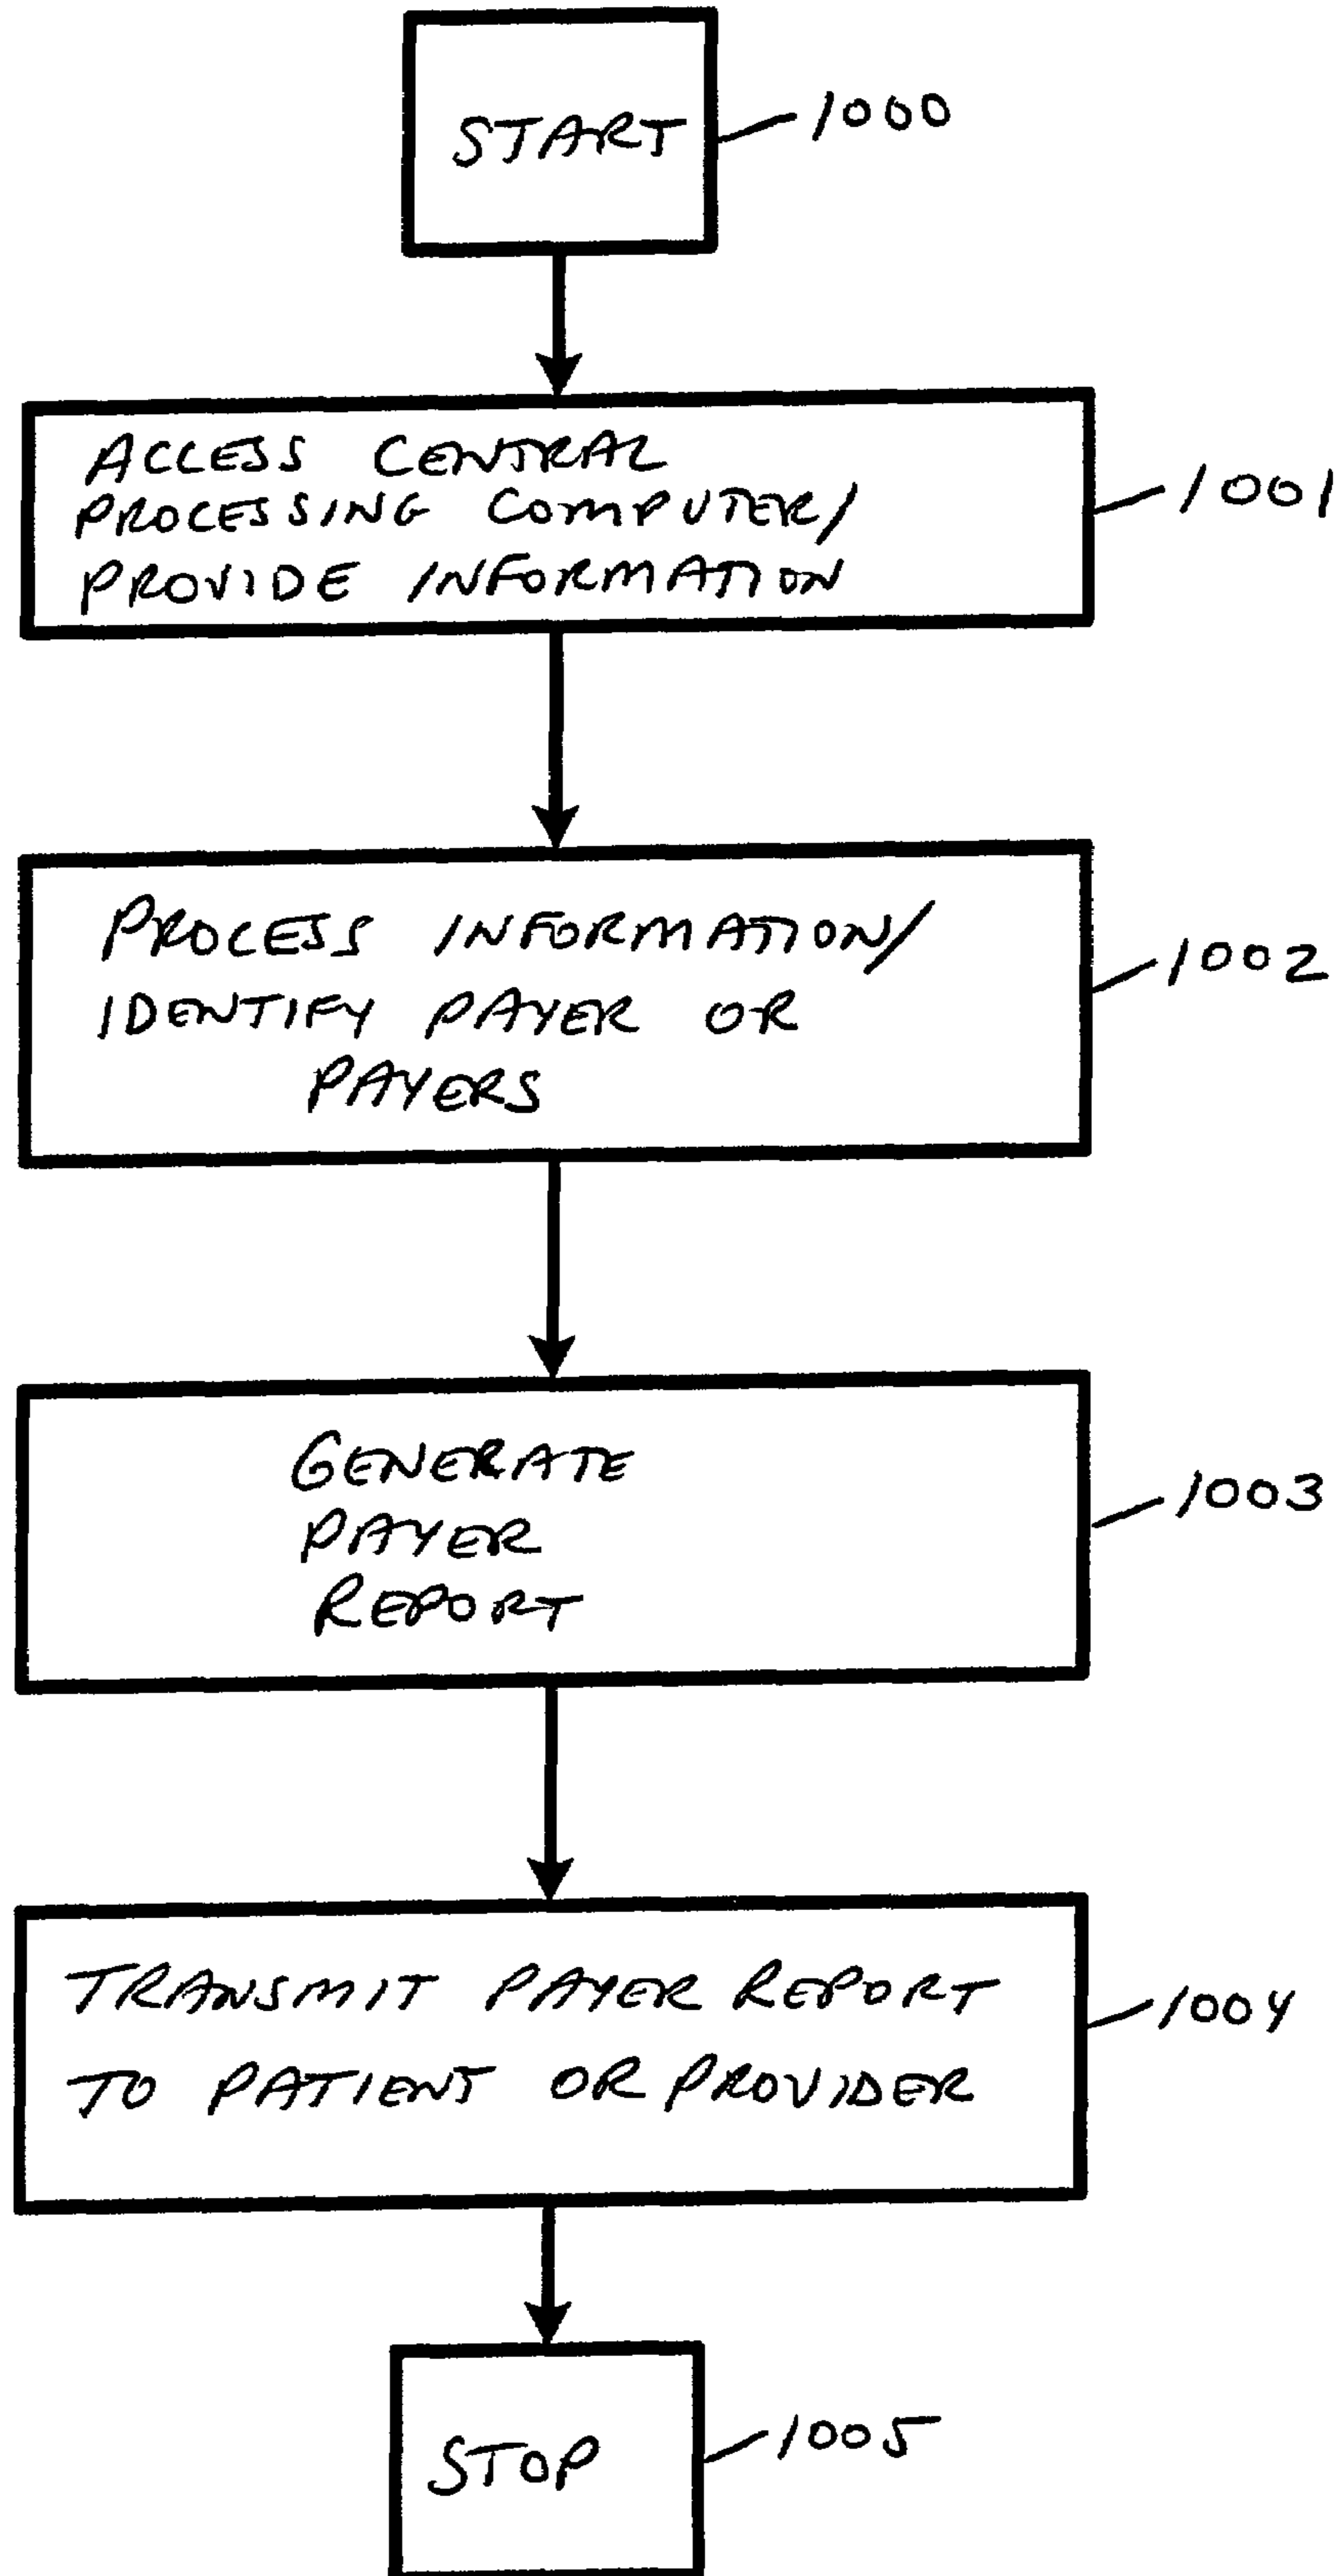 START
1000
ACCESS CENTRAL
PROCESSING COMPUTER/
PROVIDE INFORMATION
1001
PROCESS INFORMATION/
IDENTIFY PAYER OR
PAYERS
1002
GENERATE
PAYER
REPORT
1003
TRANSMIT PAYER REPORT
TO PATIENT OR PROVIDER
1004
STOP
1005